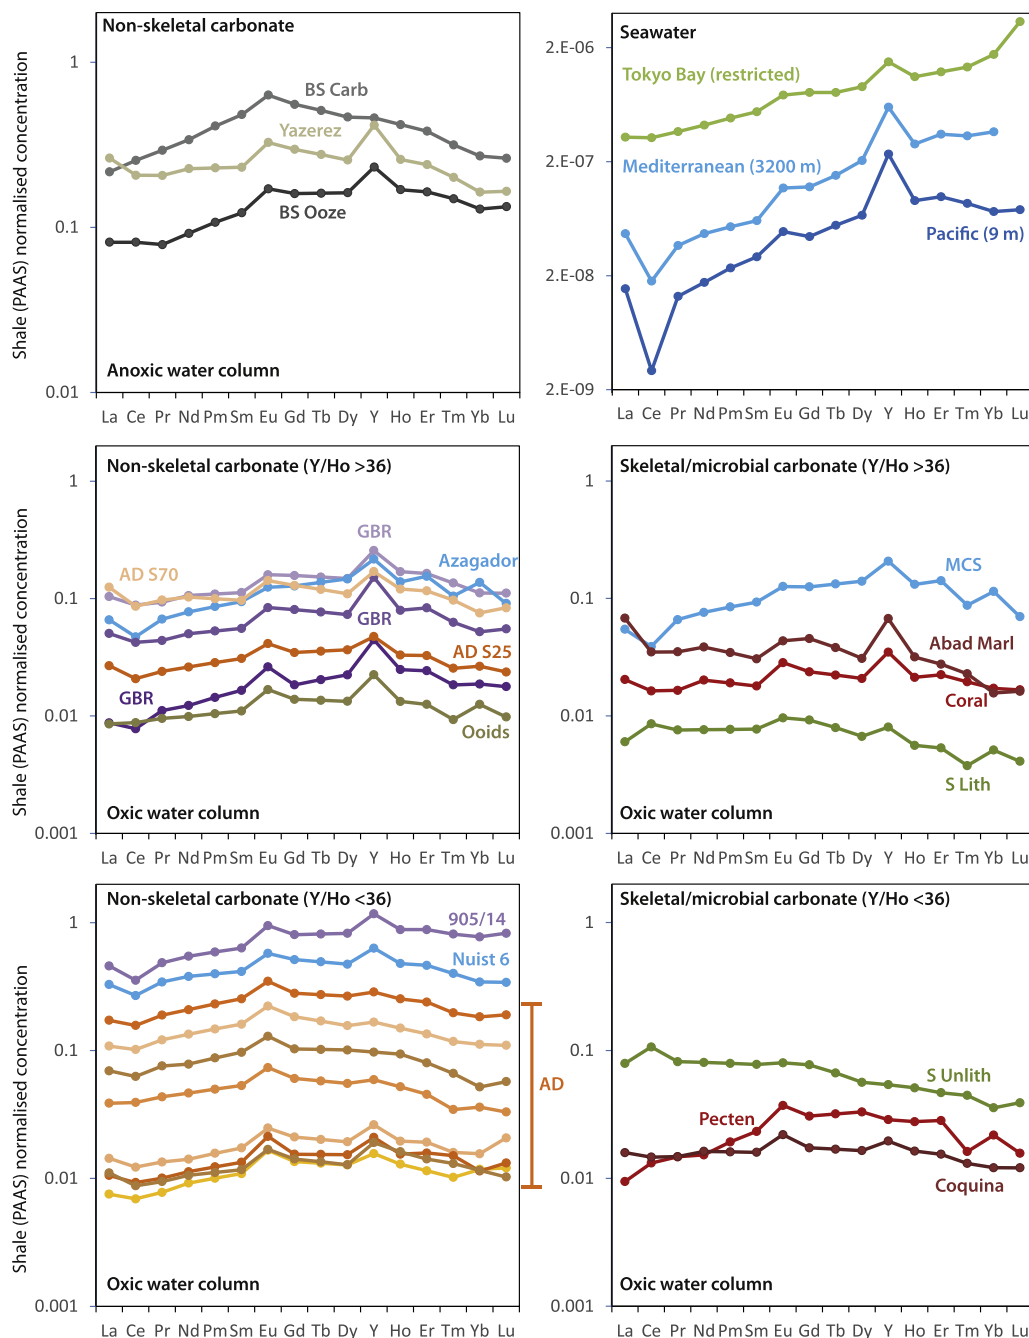 Non-skeletal carbonate
Shale (PAAS) normalised concentration
1
0.1
0.01
BS Carb
Yazerez
BS Ooze
Anoxic water column
La Ce Pr Nd Pm Sm Eu Gd Tb Dy Y Ho Er Tm Yb Lu
Seawater
2.E-06
2.E-07
2.E-08
2.E-09
Tokyo Bay (restricted)
Mediterranean (3200 m)
Pacific (9 m)
La Ce Pr Nd Pm Sm Eu Gd Tb Dy Y Ho Er Tm Yb Lu
Non-skeletal carbonate (Y/Ho >36)
Shale (PAAS) normalised concentration
1
0.1
0.01
0.001
GBR
Azagador
AD S70
GBR
AD S25
GBR
Ooids
Oxic water column
La Ce Pr Nd Pm Sm Eu Gd Tb Dy Y Ho Er Tm Yb Lu
Skeletal/microbial carbonate (Y/Ho >36)
1
0.1
0.01
0.001
MCS
Abad Marl
Coral
S Lith
Oxic water column
La Ce Pr Nd Pm Sm Eu Gd Tb Dy Y Ho Er Tm Yb Lu
Non-skeletal carbonate (Y/Ho <36)
Shale (PAAS) normalised concentration
1
0.1
0.01
0.001
905/14
Nuist 6
AD
Oxic water column
La Ce Pr Nd Pm Sm Eu Gd Tb Dy Y Ho Er Tm Yb Lu
Skeletal/microbial carbonate (Y/Ho <36)
1
0.1
0.01
0.001
S Unlith
Pecten
Coquina
Oxic water column
La Ce Pr Nd Pm Sm Eu Gd Tb Dy Y Ho Er Tm Yb Lu